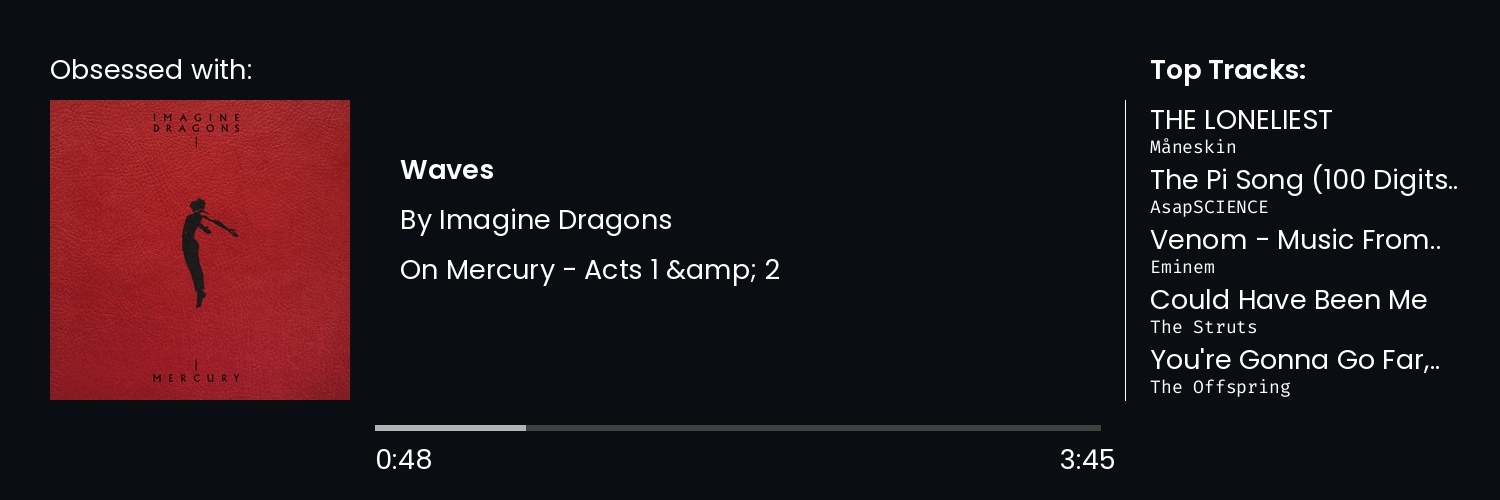 Obsessed with:
IMAGINE
DRAGONS
MERCURY
Waves
By Imagine Dragons
On Mercury - Acts 1 &amp; 2
0:48
3:45
Top Tracks:
THE LONELIEST
Måneskin
The Pi Song (100 Digits..
AsapSCIENCE
Venom - Music From..
Eminem
Could Have Been Me
The Struts
You're Gonna Go Far,..
The Offspring